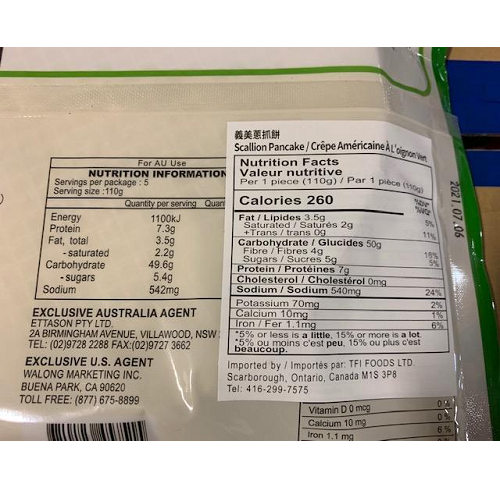 For AU Use
NUTRITION INFORMATION
Servings per package : 5
Serving size :110g
Quantity per serving Quan
Energy 1100kJ
Protein 7.3g
Fat, total 3.5g
- saturated 2.2g
Carbohydrate 49.6g
- sugars 5.4g
Sodium 542mg
EXCLUSIVE AUSTRALIA AGENT
ETTASON PTY LTD.
2A BIRMINGHAM AVENUE, VILLAWOOD, NSW
TEL: (02)9728 2288 FAX:(02)9727 3662
EXCLUSIVE U.S. AGENT
WALONG MARKETING INC.
BUENA PARK, CA 90620
TOLL FREE: (877) 675-8899
義美蔥抓餅
Scallion Pancake / Crêpe Américaine À L'oignon Vert
Nutrition Facts
Valeur nutritive
Per 1 piece (110g) / Par 1 pièce (110g)
Calories 260
%DV*
%VQ*
Fat / Lipides 3.5g 5%
Saturated / Saturés 2g
+Trans / trans 0g 11%
Carbohydrate / Glucides 50g
Fibre / Fibres 4g 16%
Sugars / Sucres 5g 5%
Protein / Protéines 7g
Cholesterol / Cholestérol 0mg
Sodium / Sodium 540mg 24%
Potassium 70mg 2%
Calcium 10mg 1%
Iron / Fer 1.1mg 6%
*5% or less is a little, 15% or more is a lot.
*5% ou moins c'est peu, 15% ou plus c'est
beaucoup.
Imported by / Importés par: TFI FOODS LTD.
Scarborough, Ontario, Canada M1S 3P8
Tel: 416-299-7575
2021.07.06
Vitamin D 0 mcg 0%
Calcium 10 mg 0%
Iron 1.1 mg 6%